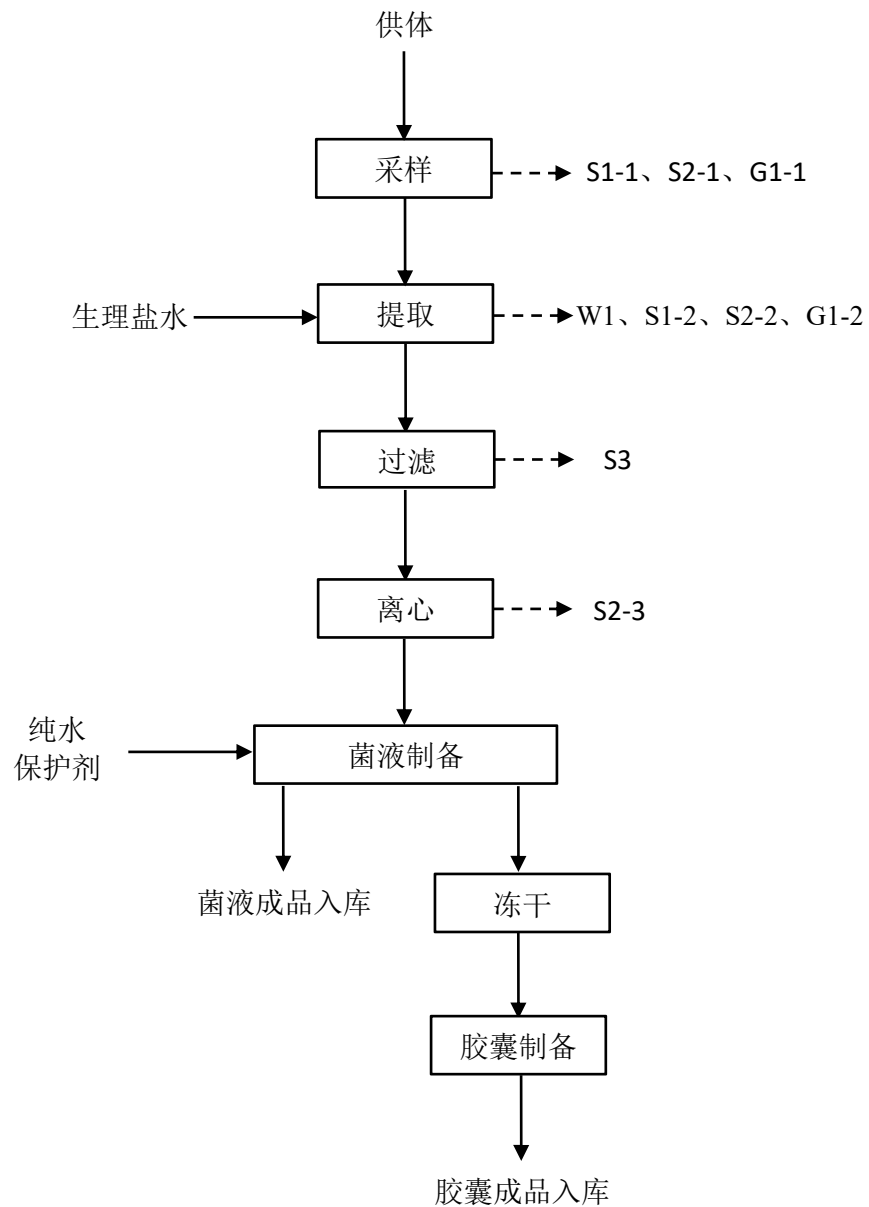 供体
采样
S1-1、S2-1、G1-1
生理盐水
提取
W1、S1-2、S2-2、G1-2
过滤
S3
离心
S2-3
纯水
保护剂
菌液制备
菌液成品入库
冻干
胶囊制备
胶囊成品入库